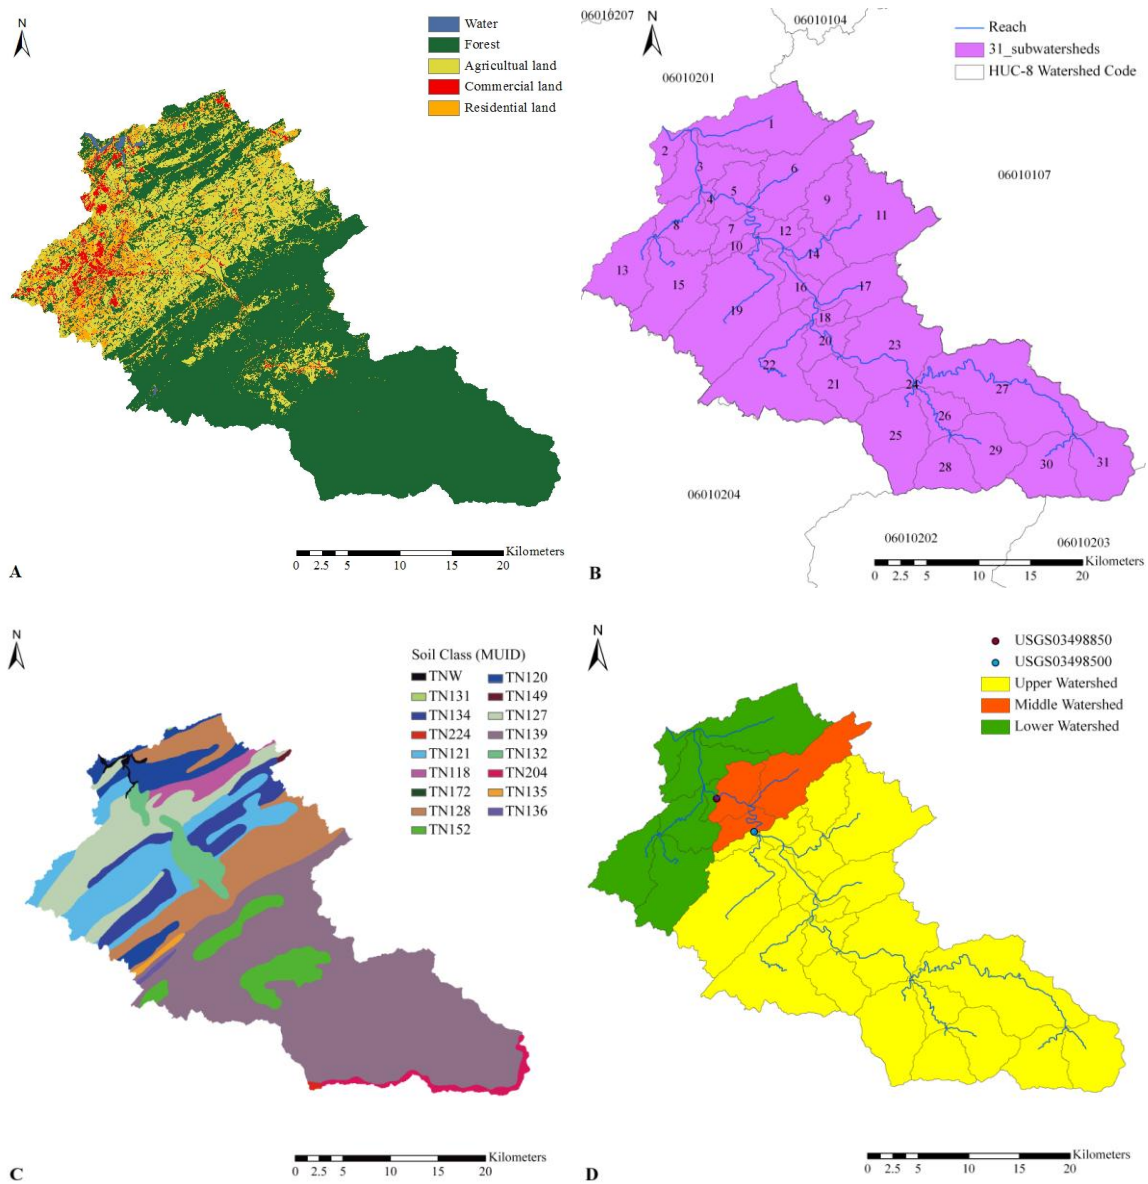 N
Water
Forest
Agricultual land
Commercial land
Residential land
0 2.5 5 10 15 20 Kilometers
A
06010207
N
06010104
Reach
31_subwatersheds
HUC-8 Watershed Code
06010201
06010107
1
2
3
6
5
4
9
11
8
7
12
10
14
13
15
16
17
19
18
20
23
22
21
24
27
26
25
29
30
31
28
06010204
06010202
06010203
0 2.5 5 10 15 20
Kilometers
B
N
Soil Class (MUID)
TNW
TN131
TN134
TN224
TN121
TN118
TN172
TN128
TN152
TN120
TN149
TN127
TN139
TN132
TN204
TN135
TN136
0 2.5 5 10 15 20 Kilometers
C
N
USGS03498850
USGS03498500
Upper Watershed
Middle Watershed
Lower Watershed
0 2.5 5 10 15 20 Kilometers
D